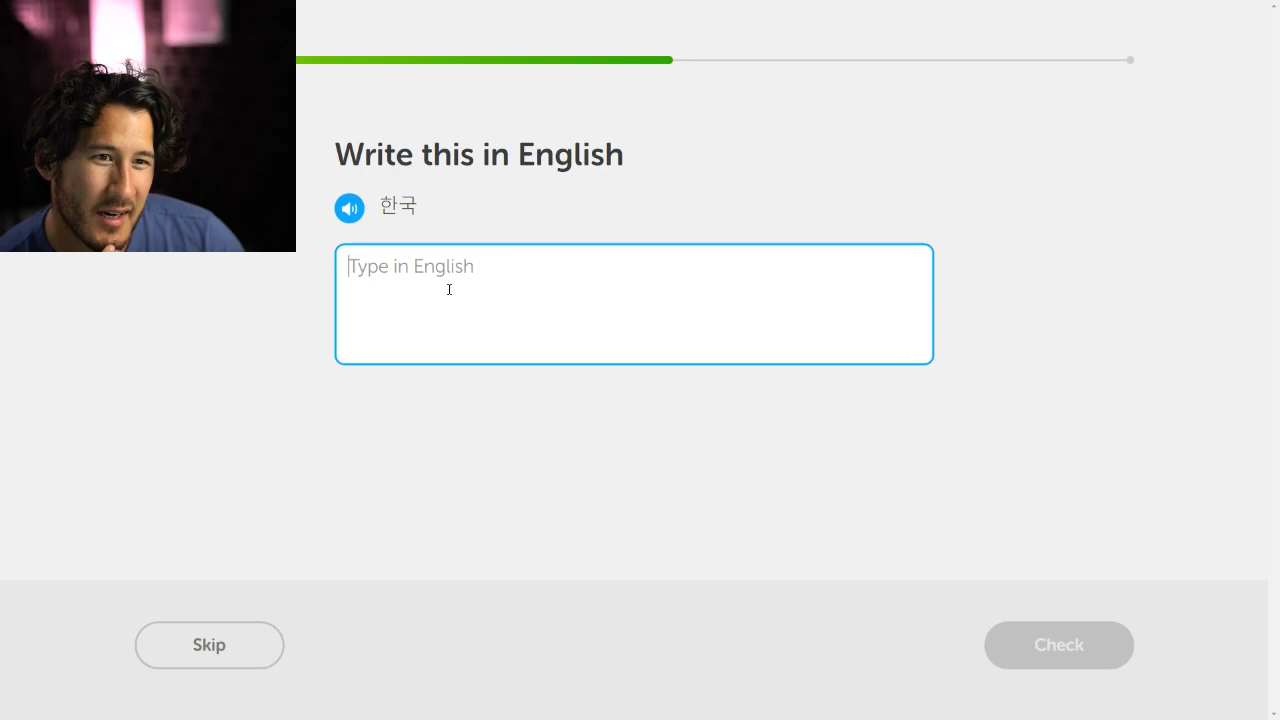 Write this in English
한국
Type in English
Skip
Check